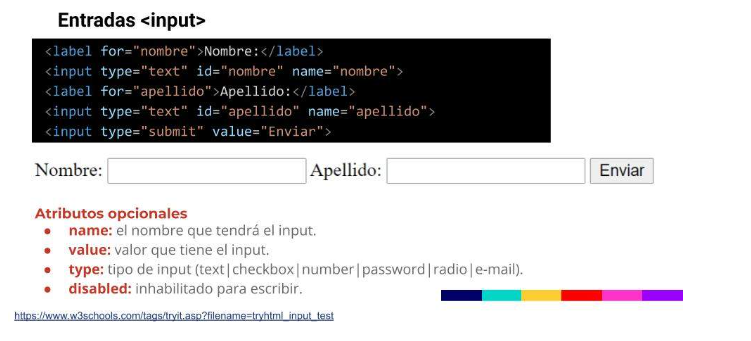 Entradas <input>
<label for="nombre">Nombre:</label>
<input type="text" id="nombre" name="nombre">
<label for="apellido">Apellido:</label>
<input type="text" id="apellido" name="apellido">
<input type="submit" value="Enviar">
Nombre: Apellido: Enviar
Atributos opcionales
• name: el nombre que tendrá el input.
• value: valor que tiene el input.
• type: tipo de input (text|checkbox|number|password|radio|e-mail).
• disabled: inhabilitado para escribir.
https://www.w3schools.com/tags/tryit.asp?filename=tryhtml_input_test